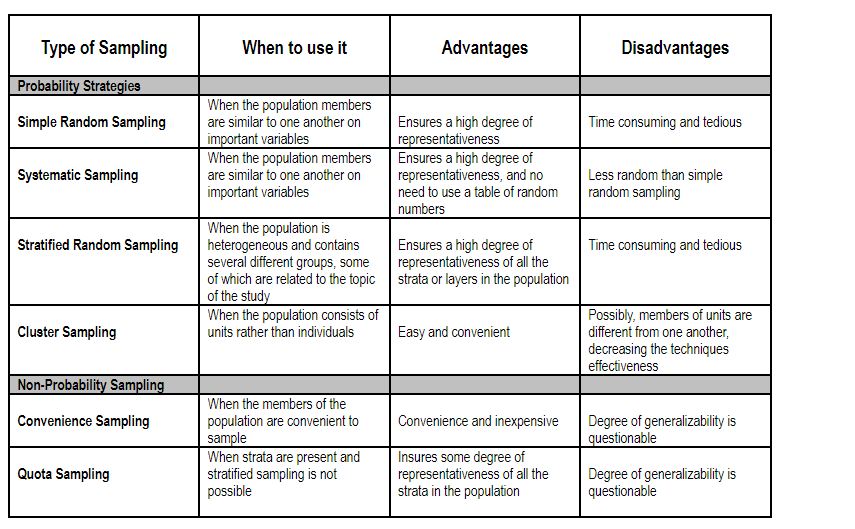 Type of Sampling When to use it Advantages Disadvantages
Probability Strategies
Simple Random Sampling
When the population members
are similar to one another on
important variables
Ensures a high degree of
representativeness
Time consuming and tedious
Systematic Sampling
When the population members
are similar to one another on
important variables
Ensures a high degree of
representativeness, and no
need to use a table of random
numbers
Less random than simple
random sampling
Stratified Random Sampling
When the population is
heterogeneous and contains
several different groups, some
of which are related to the topic
of the study
Ensures a high degree of
representativeness of all the
strata or layers in the population
Time consuming and tedious
Cluster Sampling
When the population consists of
units rather than individuals
Easy and convenient
Possibly, members of units are
different from one another,
decreasing the techniques
effectiveness
Non-Probability Sampling
Convenience Sampling
When the members of the
population are convenient to
sample
Convenience and inexpensive
Degree of generalizability is
questionable
Quota Sampling
When strata are present and
stratified sampling is not
possible
Insures some degree of
representativeness of all the
strata in the population
Degree of generalizability is
questionable